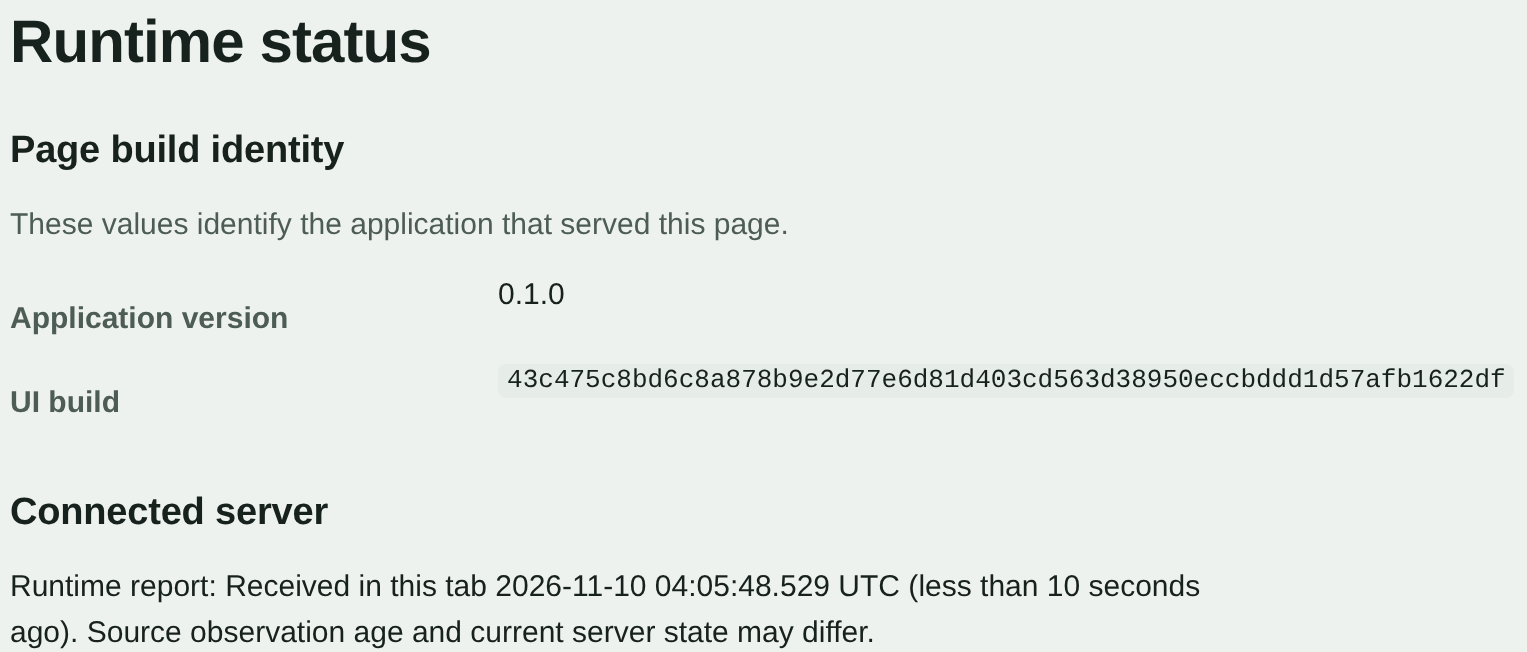 Runtime status
Page build identity
These values identify the application that served this page.
Application version
0.1.0
UI build
43c475c8bd6c8a878b9e2d77e6d81d403cd563d38950eccbddd1d57afb1622df
Connected server
Runtime report: Received in this tab 2026-11-10 04:05:48.529 UTC (less than 10 seconds
ago). Source observation age and current server state may differ.